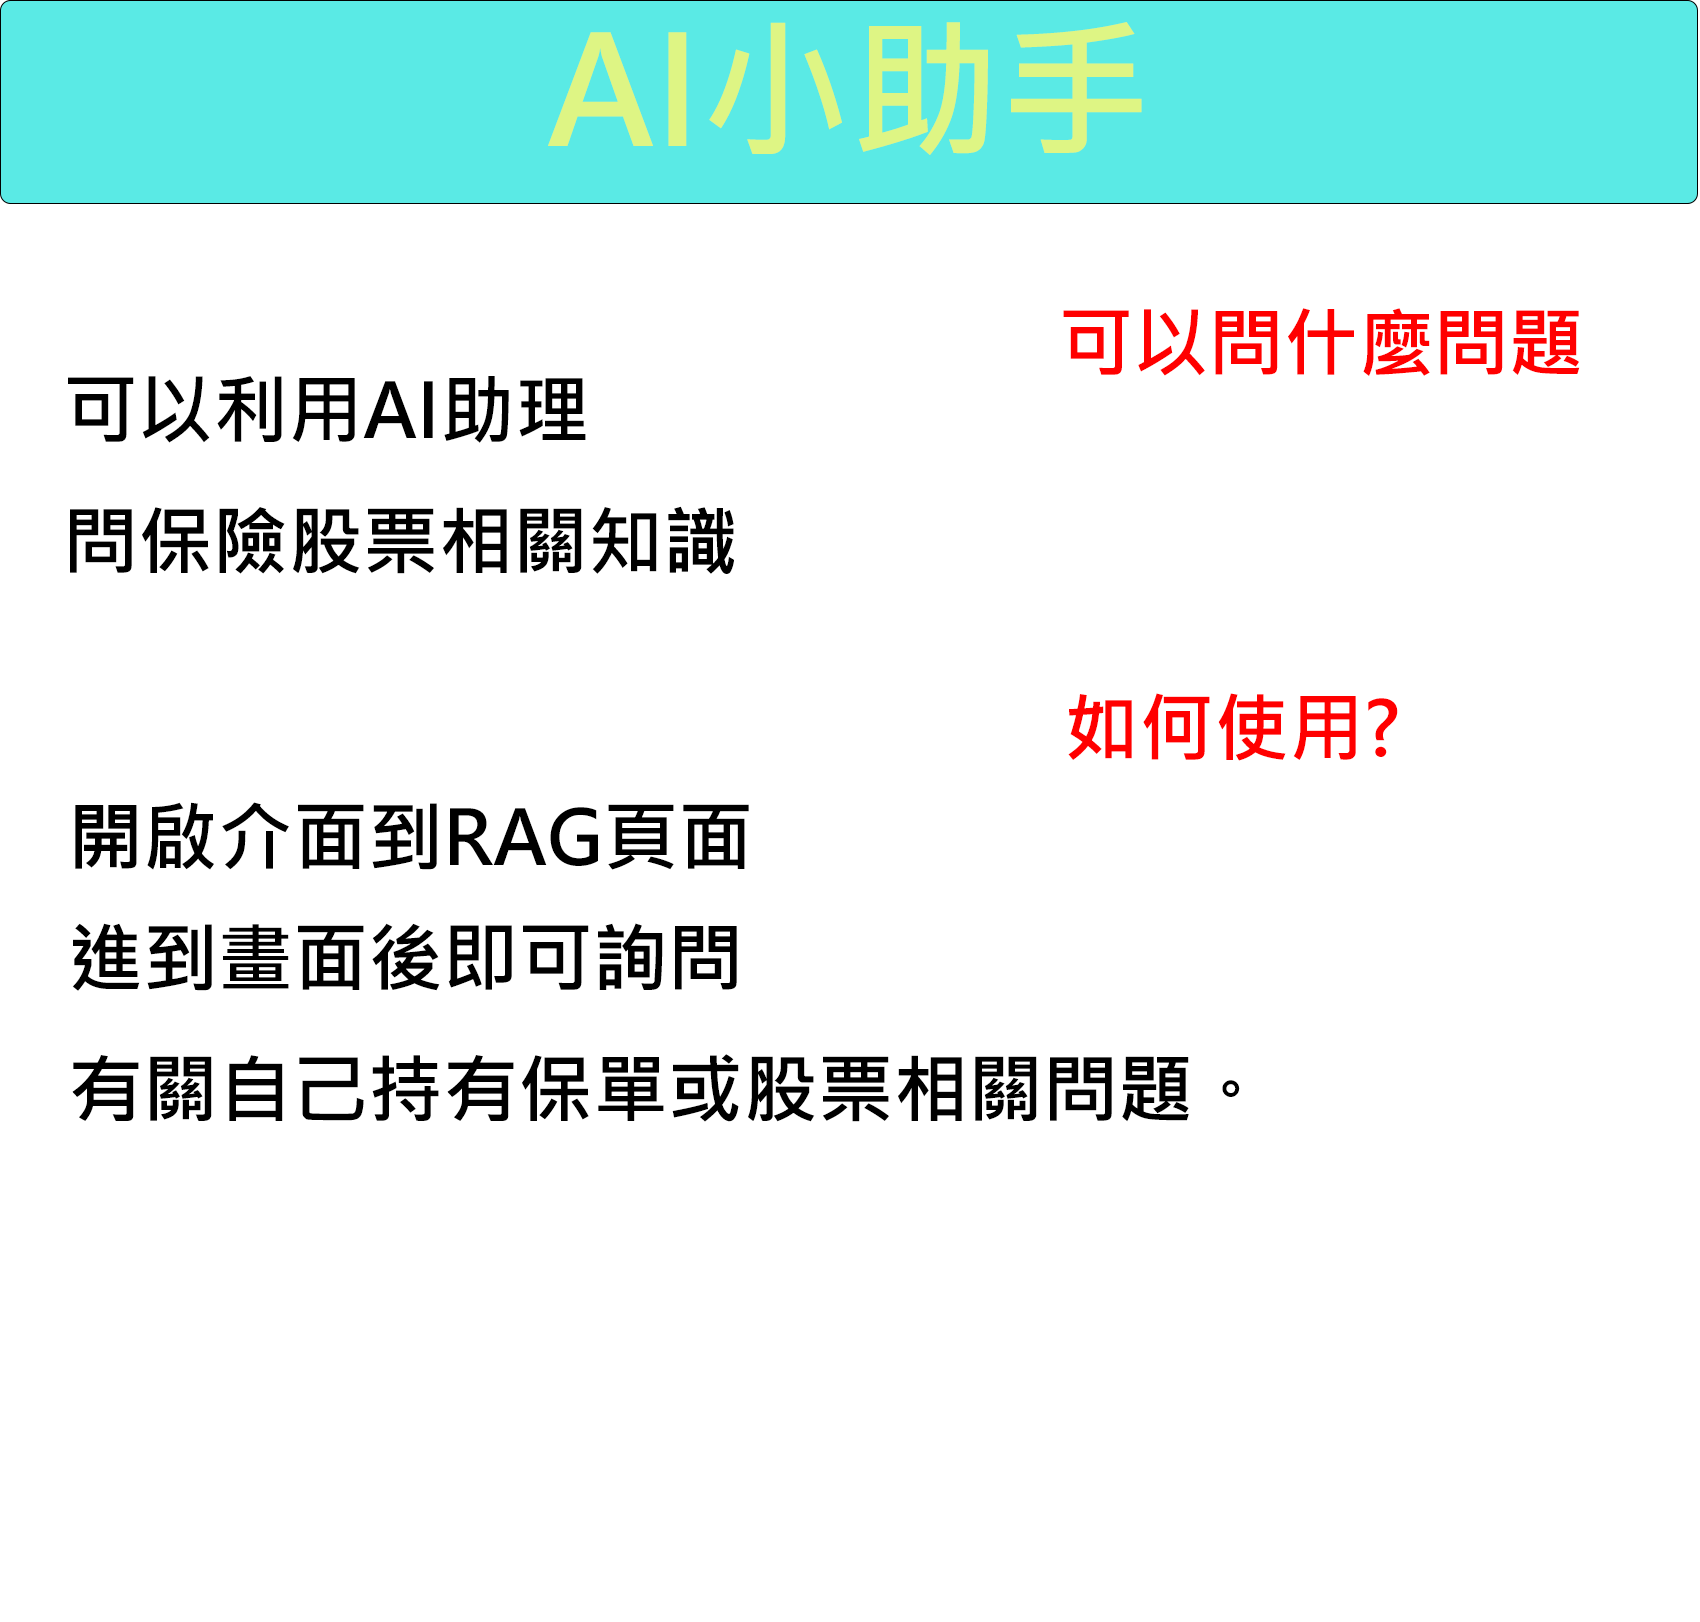 AI小助手
可以問什麼問題
可以利用AI助理
問保險股票相關知識
如何使用?
開啟介面到RAG頁面
進到畫面後即可詢問
有關自己持有保單或股票相關問題。